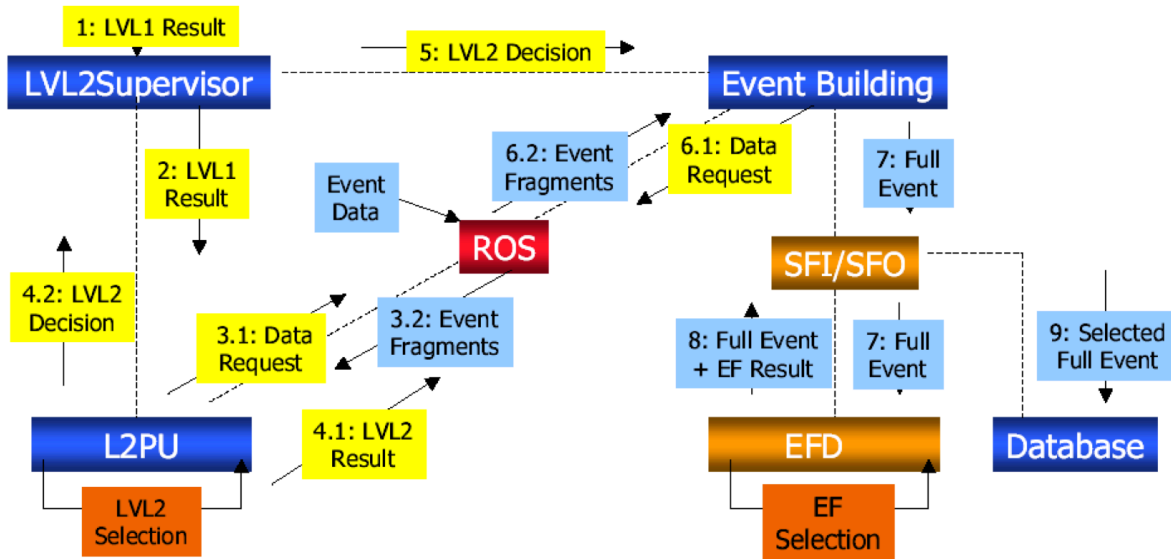 1: LVL1 Result
5: LVL2 Decision
LVL2Supervisor
Event Building
2: LVL1
Result
6.2: Event
Fragments
6.1: Data
Request
7: Full
Event
Event
Data
ROS
SFI/SFO
4.2: LVL2
Decision
3.1: Data
Request
3.2: Event
Fragments
8: Full Event
+ EF Result
7: Full
Event
9: Selected
Full Event
4.1: LVL2
Result
L2PU
EFD
Database
LVL2
Selection
EF
Selection